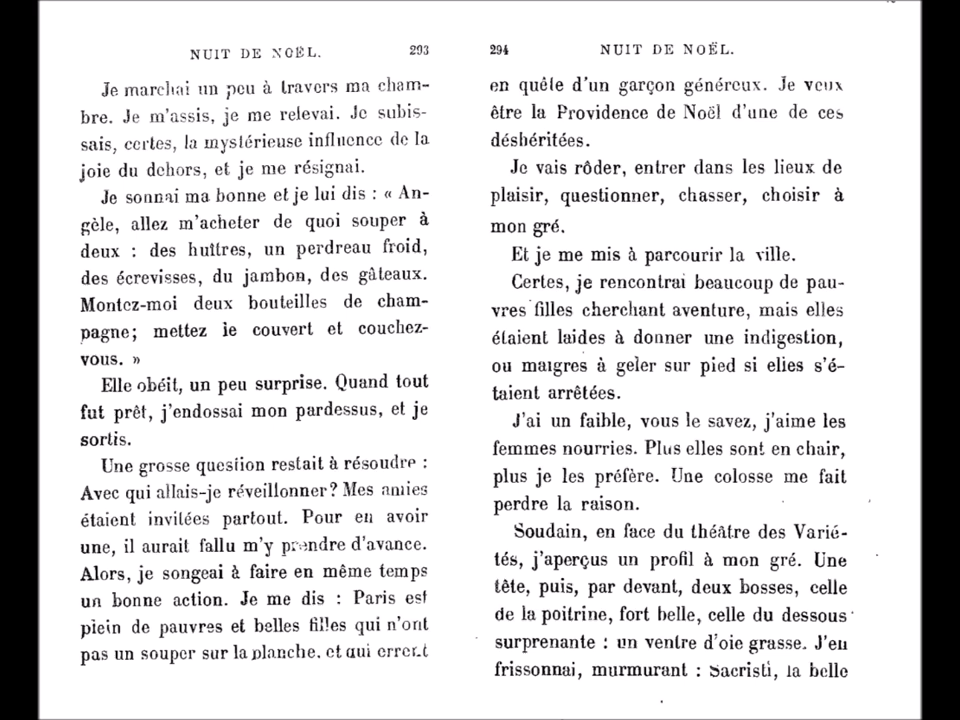 NUIT DE NOËL. 293
Je marchai un peu à travers ma cham-
bre. Je m'assis, je me relevai. Je subis-
sais, certes, la mystérieuse influence de la
joie du dehors, et je me résignai.
Je sonnai ma bonne et je lui dis : « An-
gèle, allez m'acheter de quoi souper à
deux : des huîtres, un perdreau froid,
des écrevisses, du jambon, des gâteaux.
Montez-moi deux bouteilles de cham-
pagne; mettez le couvert et couchez-
vous. »
Elle obéit, un peu surprise. Quand tout
fut prêt, j'endossai mon pardessus, et je
sortis.
Une grosse question restait à résoudre :
Avec qui allais-je réveillonner? Mes amies
étaient invitées partout. Pour en avoir
une, il aurait fallu m'y prendre d'avance.
Alors, je songeai à faire en même temps
un bonne action. Je me dis : Paris est
plein de pauvres et belles filles qui n'ont
pas un souper sur la planche, et qui errent
294 NUIT DE NOËL.
en quête d'un garçon généreux. Je veux
être la Providence de Noël d'une de ces
déshéritées.
Je vais rôder, entrer dans les lieux de
plaisir, questionner, chasser, choisir à
mon gré.
Et je me mis à parcourir la ville.
Certes, je rencontrai beaucoup de pau-
vres filles cherchant aventure, mais elles
étaient laides à donner une indigestion,
ou maigres à geler sur pied si elles s'é-
taient arrêtées.
J'ai un faible, vous le savez, j'aime les
femmes nourries. Plus elles sont en chair,
plus je les préfère. Une colosse me fait
perdre la raison.
Soudain, en face du théâtre des Varié-
tés, j'aperçus un profil à mon gré. Une
tête, puis, par devant, deux bosses, celle
de la poitrine, fort belle, celle du dessous
surprenante : un ventre d'oie grasse. J'en
frissonnai, murmurant : Sacristi, la belle